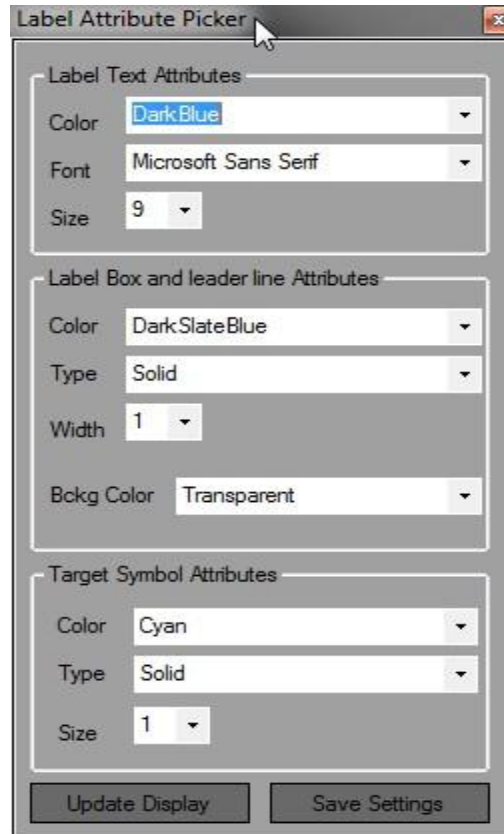 Label Attribute Picker
Label Text Attributes
Color DarkBlue
Font Microsoft Sans Serif
Size 9
Label Box and leader line Attributes
Color DarkSlateBlue
Type Solid
Width 1
Bckg Color Transparent
Target Symbol Attributes
Color Cyan
Type Solid
Size 1
Update Display Save Settings